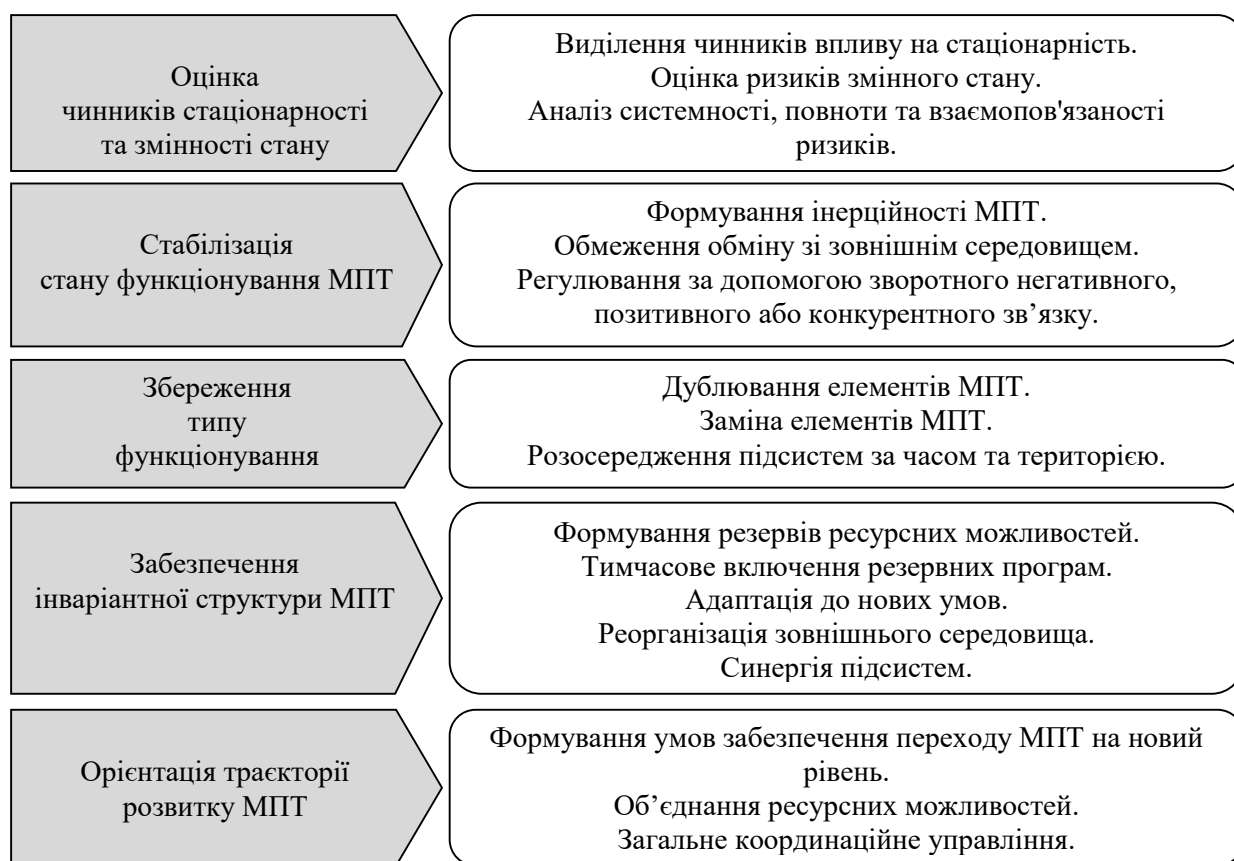 Оцінка
чинників стаціонарності
та змінності стану
Виділення чинників впливу на стаціонарність.
Оцінка ризиків змінного стану.
Аналіз системності, повноти та взаємопов'язаності
ризиків.
Стабілізація
стану функціонування МПТ
Формування інерційності МПТ.
Обмеження обміну зі зовнішнім середовищем.
Регулювання за допомогою зворотного негативного,
позитивного або конкурентного зв’язку.
Збереження
типу
функціонування
Дублювання елементів МПТ.
Заміна елементів МПТ.
Розосередження підсистем за часом та територією.
Забезпечення
інваріантної структури МПТ
Формування резервів ресурсних можливостей.
Тимчасове включення резервних програм.
Адаптація до нових умов.
Реорганізація зовнішнього середовища.
Синергія підсистем.
Орієнтація траєкторії
розвитку МПТ
Формування умов забезпечення переходу МПТ на новий
рівень.
Об’єднання ресурсних можливостей.
Загальне координаційне управління.